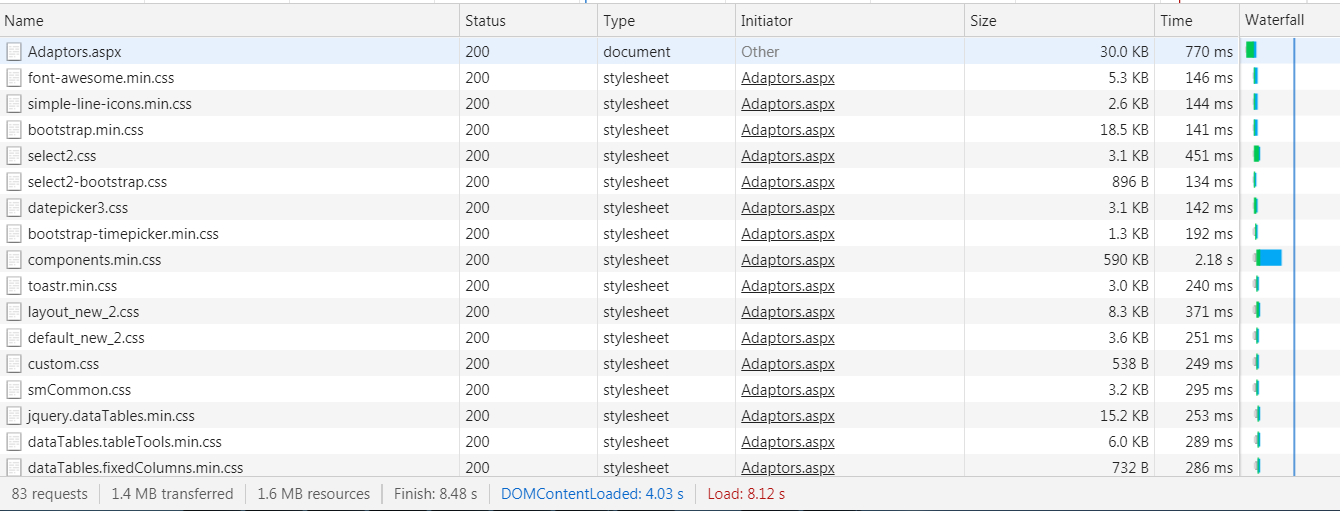 Name Status Type Initiator Size Time Waterfall
Adaptors.aspx 200 document Other 30.0 KB 770 ms
font-awesome.min.css 200 stylesheet Adaptors.aspx 5.3 KB 146 ms
simple-line-icons.min.css 200 stylesheet Adaptors.aspx 2.6 KB 144 ms
bootstrap.min.css 200 stylesheet Adaptors.aspx 18.5 KB 141 ms
select2.css 200 stylesheet Adaptors.aspx 3.1 KB 451 ms
select2-bootstrap.css 200 stylesheet Adaptors.aspx 896 B 134 ms
datepicker3.css 200 stylesheet Adaptors.aspx 3.1 KB 142 ms
bootstrap-timepicker.min.css 200 stylesheet Adaptors.aspx 1.3 KB 192 ms
components.min.css 200 stylesheet Adaptors.aspx 590 KB 2.18 s
toastr.min.css 200 stylesheet Adaptors.aspx 3.0 KB 240 ms
layout_new_2.css 200 stylesheet Adaptors.aspx 8.3 KB 371 ms
default_new_2.css 200 stylesheet Adaptors.aspx 3.6 KB 251 ms
custom.css 200 stylesheet Adaptors.aspx 538 B 249 ms
smCommon.css 200 stylesheet Adaptors.aspx 3.2 KB 295 ms
jquery.dataTables.min.css 200 stylesheet Adaptors.aspx 15.2 KB 253 ms
dataTables.tableTools.min.css 200 stylesheet Adaptors.aspx 6.0 KB 289 ms
dataTables.fixedColumns.min.css 200 stylesheet Adaptors.aspx 732 B 286 ms
83 requests 1.4 MB transferred 1.6 MB resources Finish: 8.48 s DOMContentLoaded: 4.03 s Load: 8.12 s